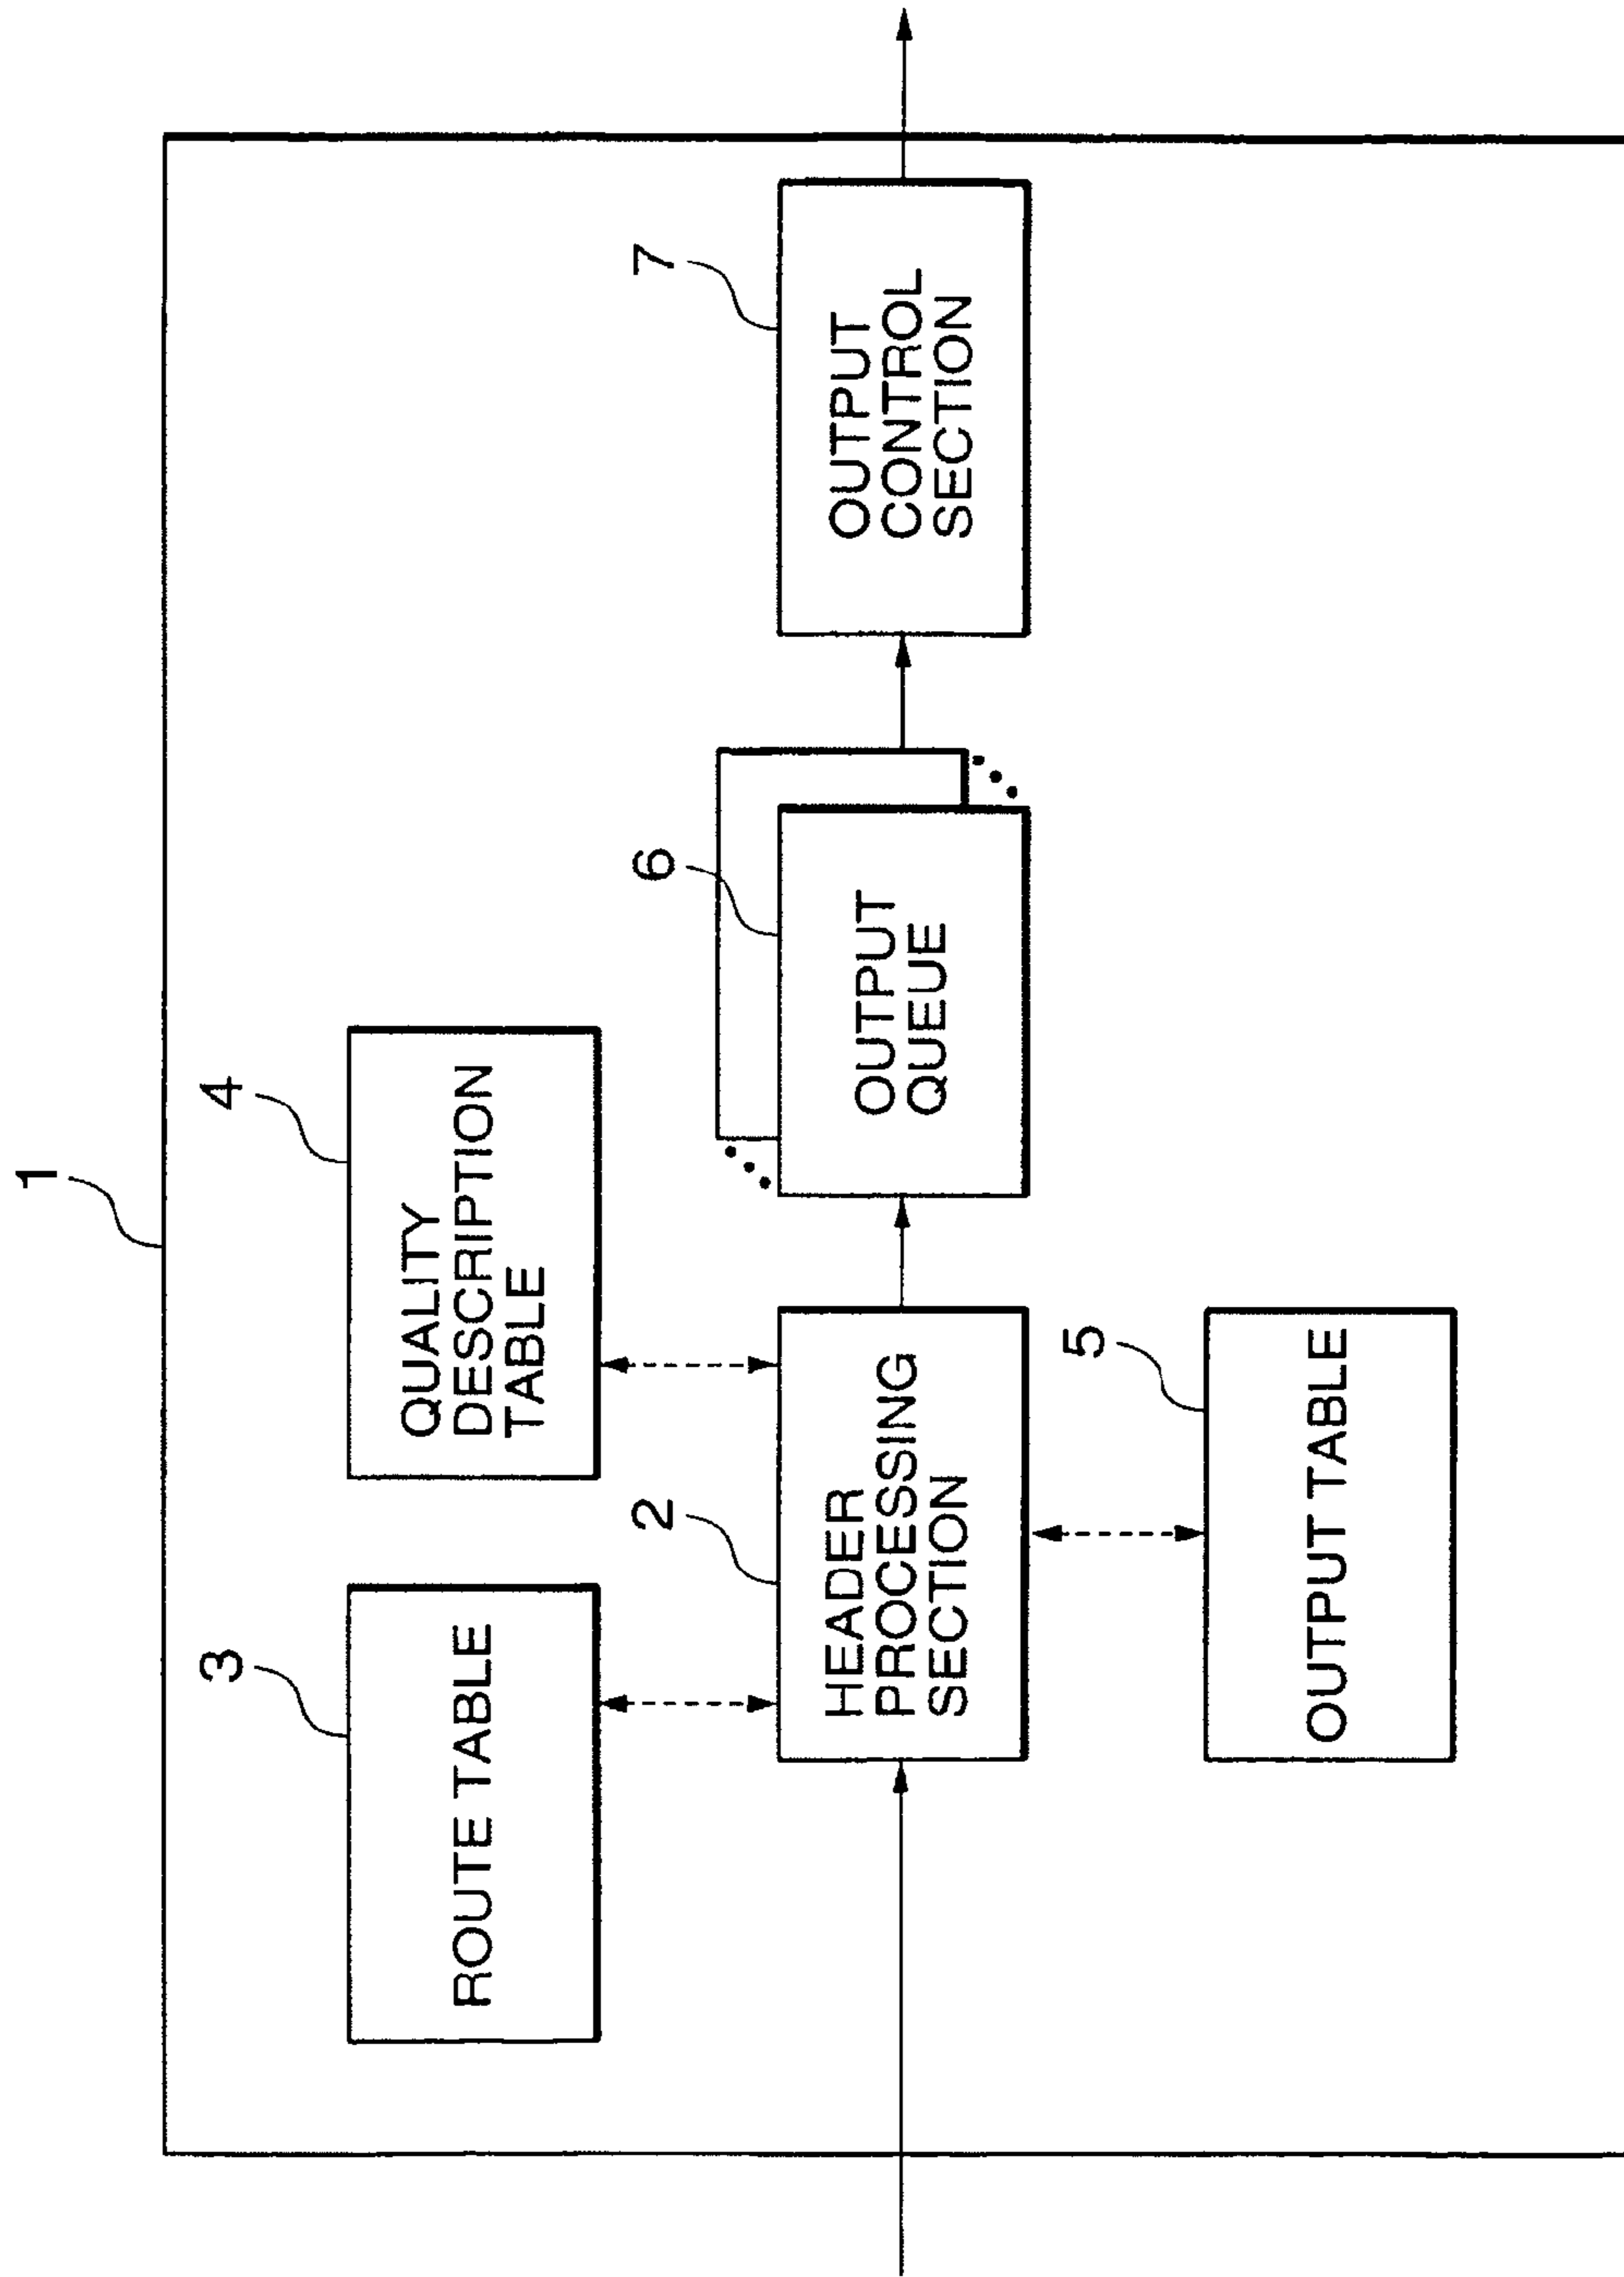 1
3
ROUTE TABLE
4
QUALITY
DESCRIPTION
TABLE
2
HEADER
PROCESSING
SECTION
6
OUTPUT
QUEUE
7
OUTPUT
CONTROL
SECTION
5
OUTPUT TABLE